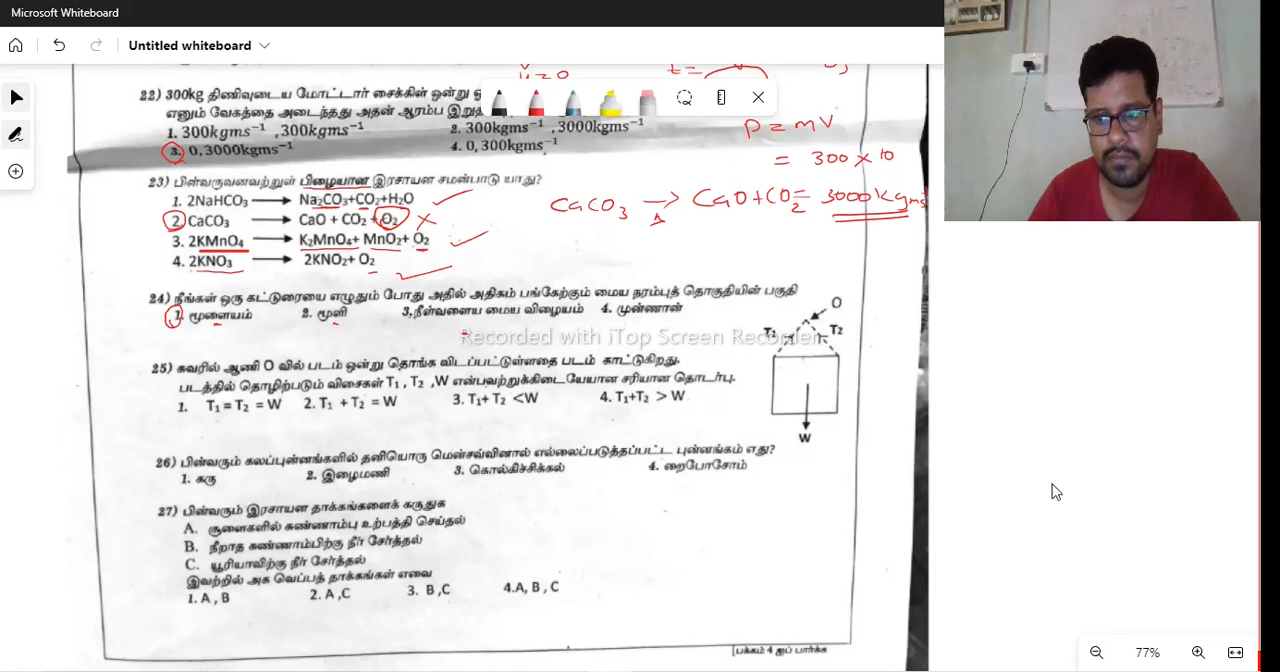 Microsoft Whiteboard
Untitled whiteboard
22) 300kg திணிவுடைய மோட்டார் சைக்கிள் ஒன்று
எனும் வேகத்தை அடைந்தது அதன் ஆரம்ப
1. 300kgms⁻¹ ,300kgms⁻¹ 2. 300kgms⁻¹ ,3000kgms⁻¹
3. 0,3000kgms⁻¹ 4. 0, 300kgms⁻¹
P = mV
= 300 × 10
= 3000 kgms
23) பின்வருவனவற்றுள் பிழையான இரசாயன சமன்பாடு யாது?
1. 2NaHCO₃ ⟶ Na₂CO₃+CO₂+H₂O
2 CaCO₃ ⟶ CaO + CO₂ +O₂
3. 2KMnO₄ ⟶ K₂MnO₄+ MnO₂+ O₂
4. 2KNO₃ ⟶ 2KNO₂+ O₂
CaCO₃ →Δ CaO+CO₂
24) நீங்கள் ஒரு கட்டுரையை எழுதும் போது அதில் அதிகம் பங்கேற்கும் மைய நரம்புத் தொகுதியின் பகுதி
1. மூளையம் 2. மூளி 3.நீள்வளைய மைய விழையம் 4. முண்ணான்
Recorded with iTop Screen Recorder
O
T₂
25) சுவரில் ஆணி O வில் படம் ஒன்று தொங்க விடப்பட்டுள்ளதை படம் காட்டுகிறது.
படத்தில் தொழிற்படும் விசைகள் T₁ , T₂ ,W என்பவற்றுக்கிடையேயான சரியான தொடர்பு.
1. T₁ = T₂ = W 2. T₁ + T₂ = W 3. T₁+ T₂ <W 4. T₁+T₂ > W
W
26) பின்வரும் கலப்புன்னங்களில் தனியொரு மென்சவ்வினால் எல்லைப்படுத்தப்பட்ட புன்னங்கம் எது?
1. கரு 2. இழைமணி 3. கொல்கிச்சிக்கல் 4. றைபோசோம்
27) பின்வரும் இரசாயன தாக்கங்களைக் கருதுக
A. சூளைகளில் சுண்ணாம்பு உற்பத்தி செய்தல்
B. நீறாத சுண்ணாம்பிற்கு நீர் சேர்த்தல்
C. யூரியாவிற்கு நீர் சேர்த்தல்
இவற்றில் அக வெப்பத் தாக்கங்கள் எவை
1. A , B 2. A ,C 3. B ,C 4.A, B , C
[பக்கம் 4 ஐப் பார்க்க
77%